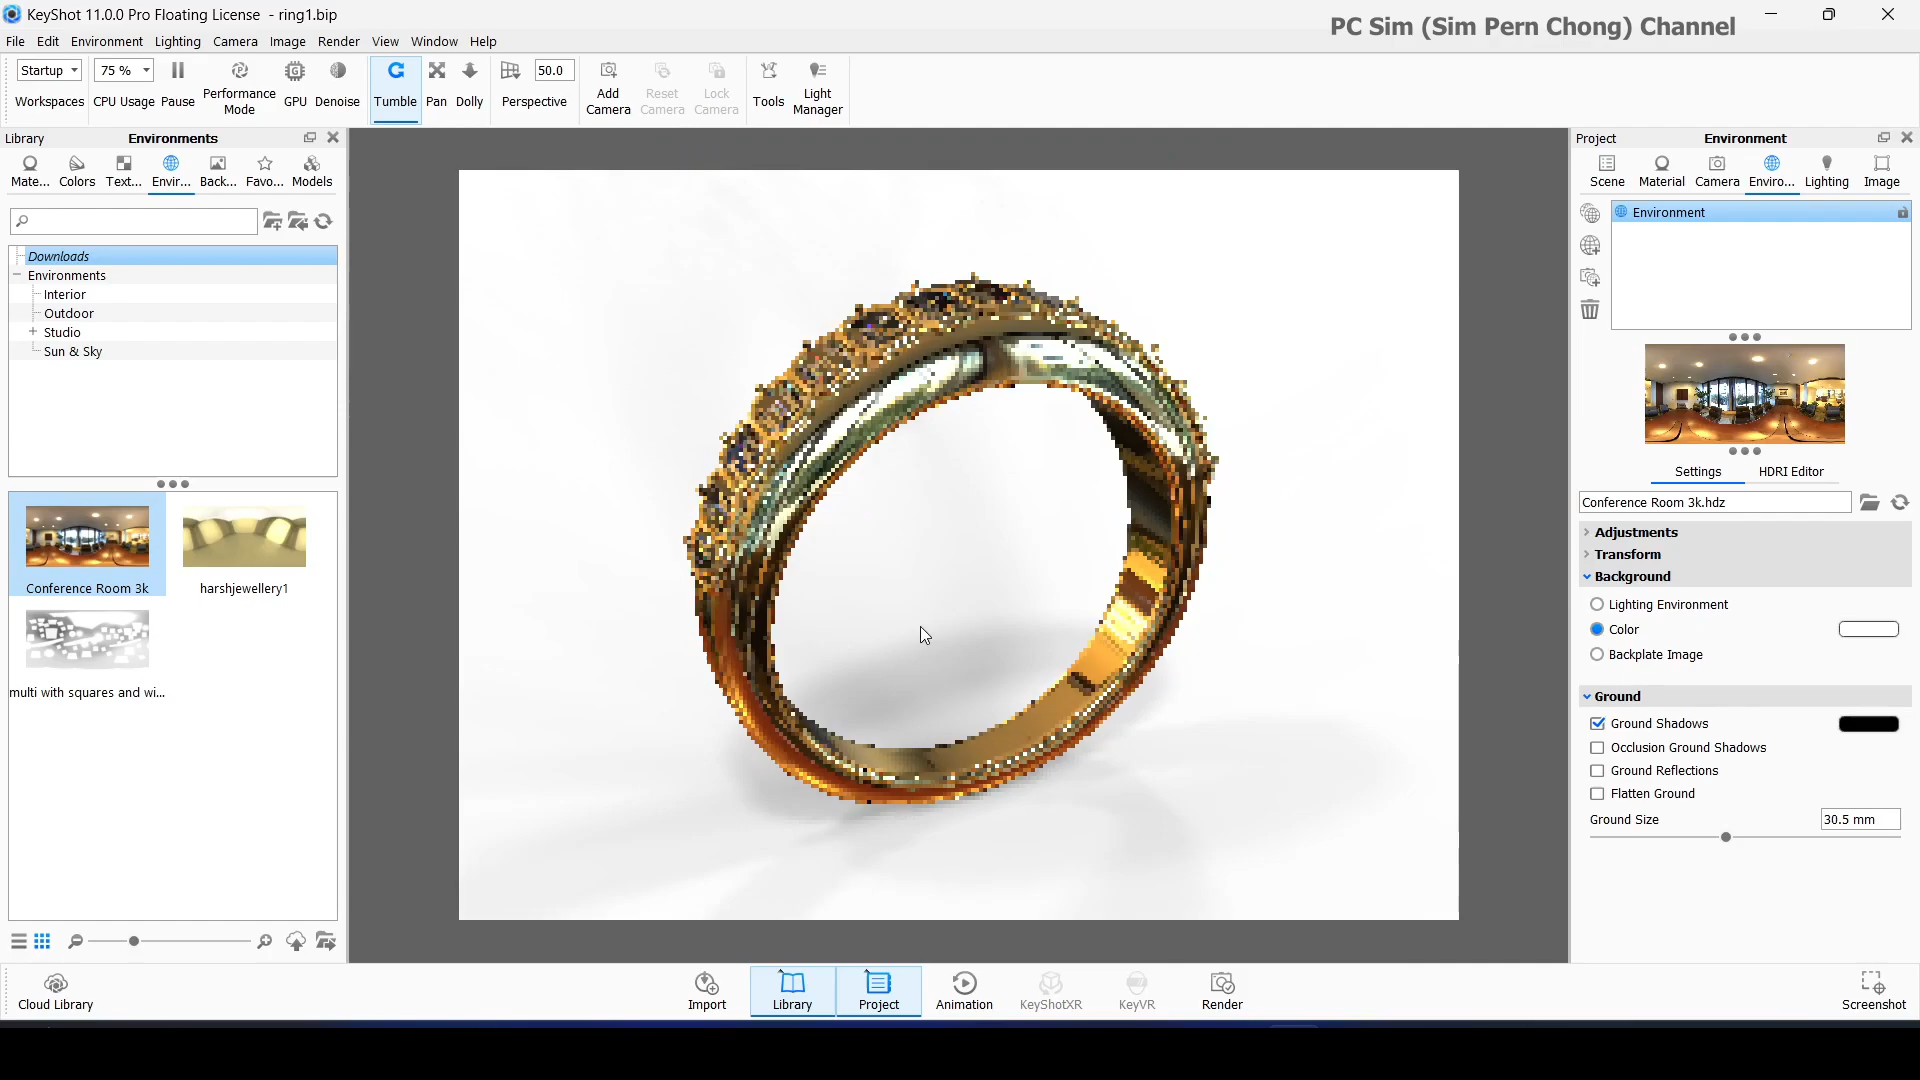 KeyShot 11.0.0 Pro Floating License - ring1.bip
PC Sim (Sim Pern Chong) Channel
File Edit Environment Lighting Camera Image Render View Window Help
Startup 75 % 50.0
Workspaces CPU Usage Pause Performance Mode GPU Denoise Tumble Pan Dolly Perspective Add Camera Reset Camera Lock Camera Tools Light Manager
Library Environments
Mate... Colors Text... Envir... Back... Favo... Models
Downloads
Environments
Interior
Outdoor
Studio
Sun & Sky
Conference Room 3k harshjewellery1
multi with squares and wi...
Project Environment
Scene Material Camera Enviro... Lighting Image
Environment
Settings HDRI Editor
Conference Room 3k.hdz
Adjustments
Transform
Background
Lighting Environment
Color
Backplate Image
Ground
Ground Shadows
Occlusion Ground Shadows
Ground Reflections
Flatten Ground
Ground Size 30.5 mm
Cloud Library Import Library Project Animation KeyShotXR KeyVR Render Screenshot